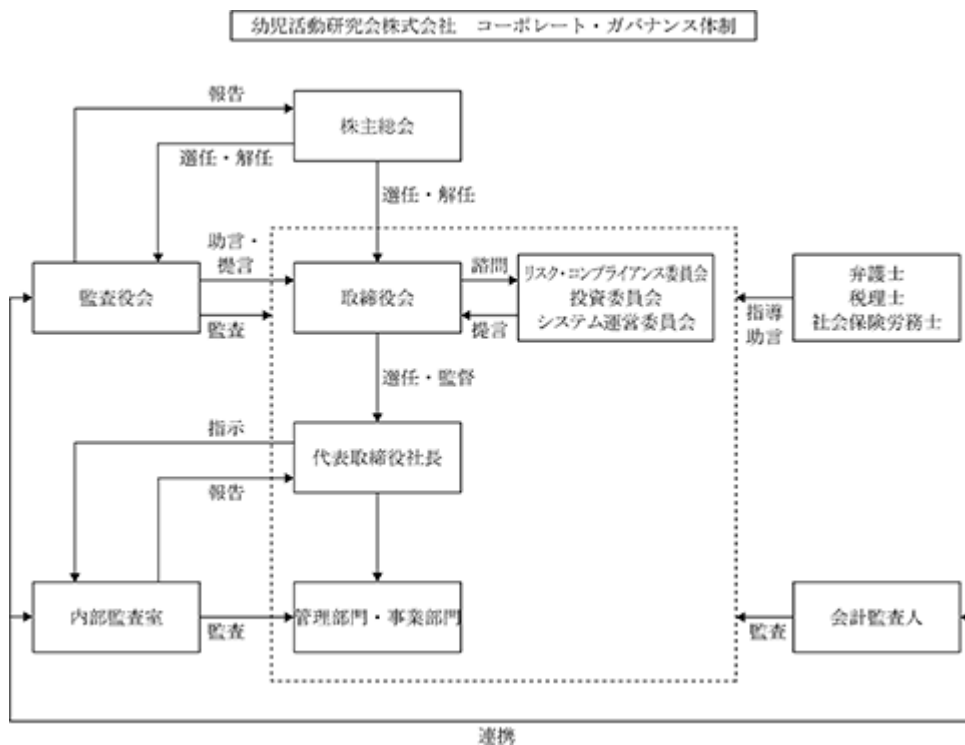 幼児活動研究会株式会社　コーポレート・ガバナンス体制
報告
株主総会
選任・解任
選任・解任
助言・
提言
諮問
リスク・コンプライアンス委員会
投資委員会
システム運営委員会
弁護士
税理士
社会保険労務士
監査役会
取締役会
監査
提言
指導
助言
選任・監督
指示
代表取締役社長
報告
内部監査室
管理部門・事業部門
会計監査人
監査
監査
連携